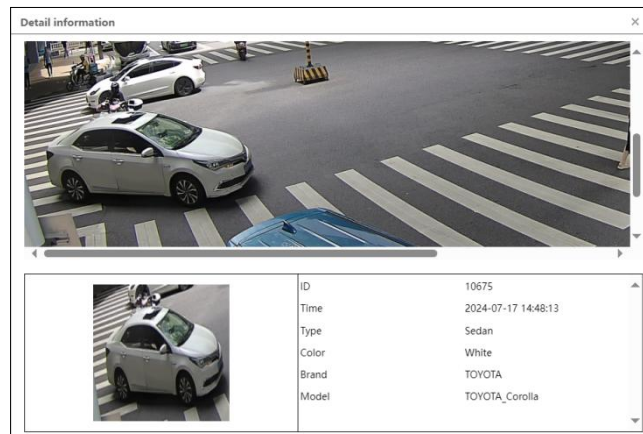 Detail information
ID 10675
Time 2024-07-17 14:48:13
Type Sedan
Color White
Brand TOYOTA
Model TOYOTA_Corolla